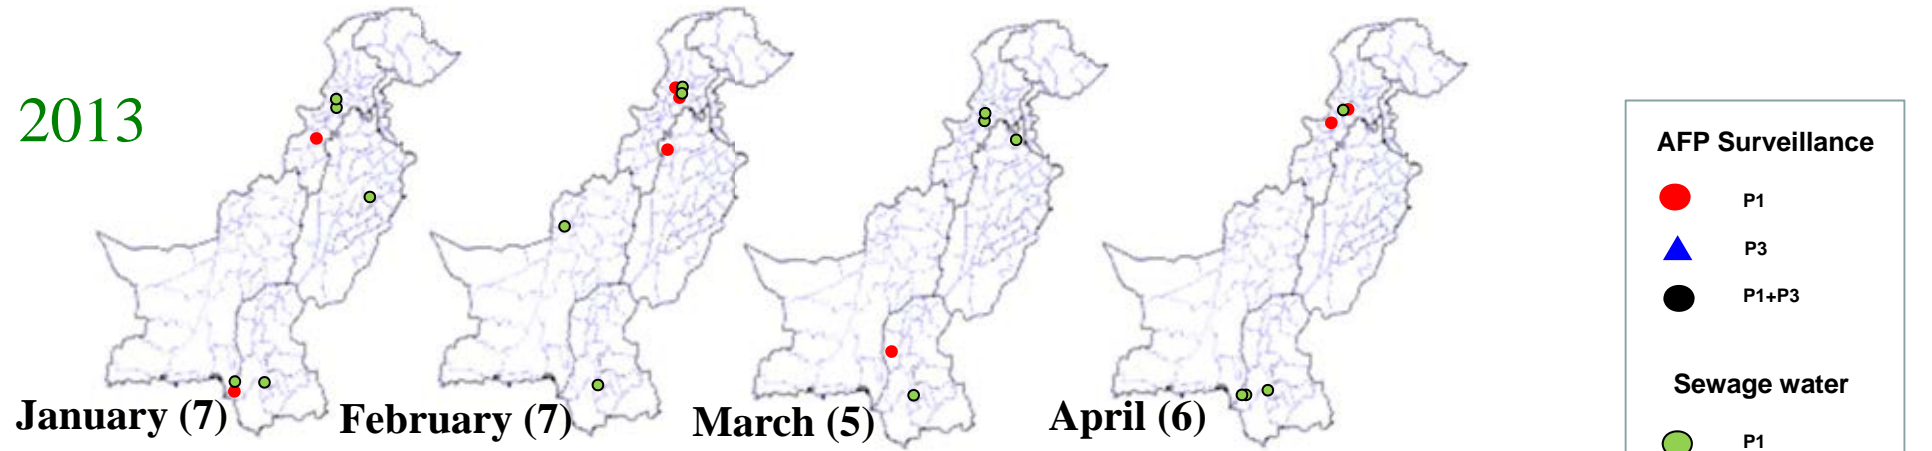 2013
January (7)
February (7)
March (5)
April (6)
AFP Surveillance
P1
P3
P1+P3
Sewage water
P1